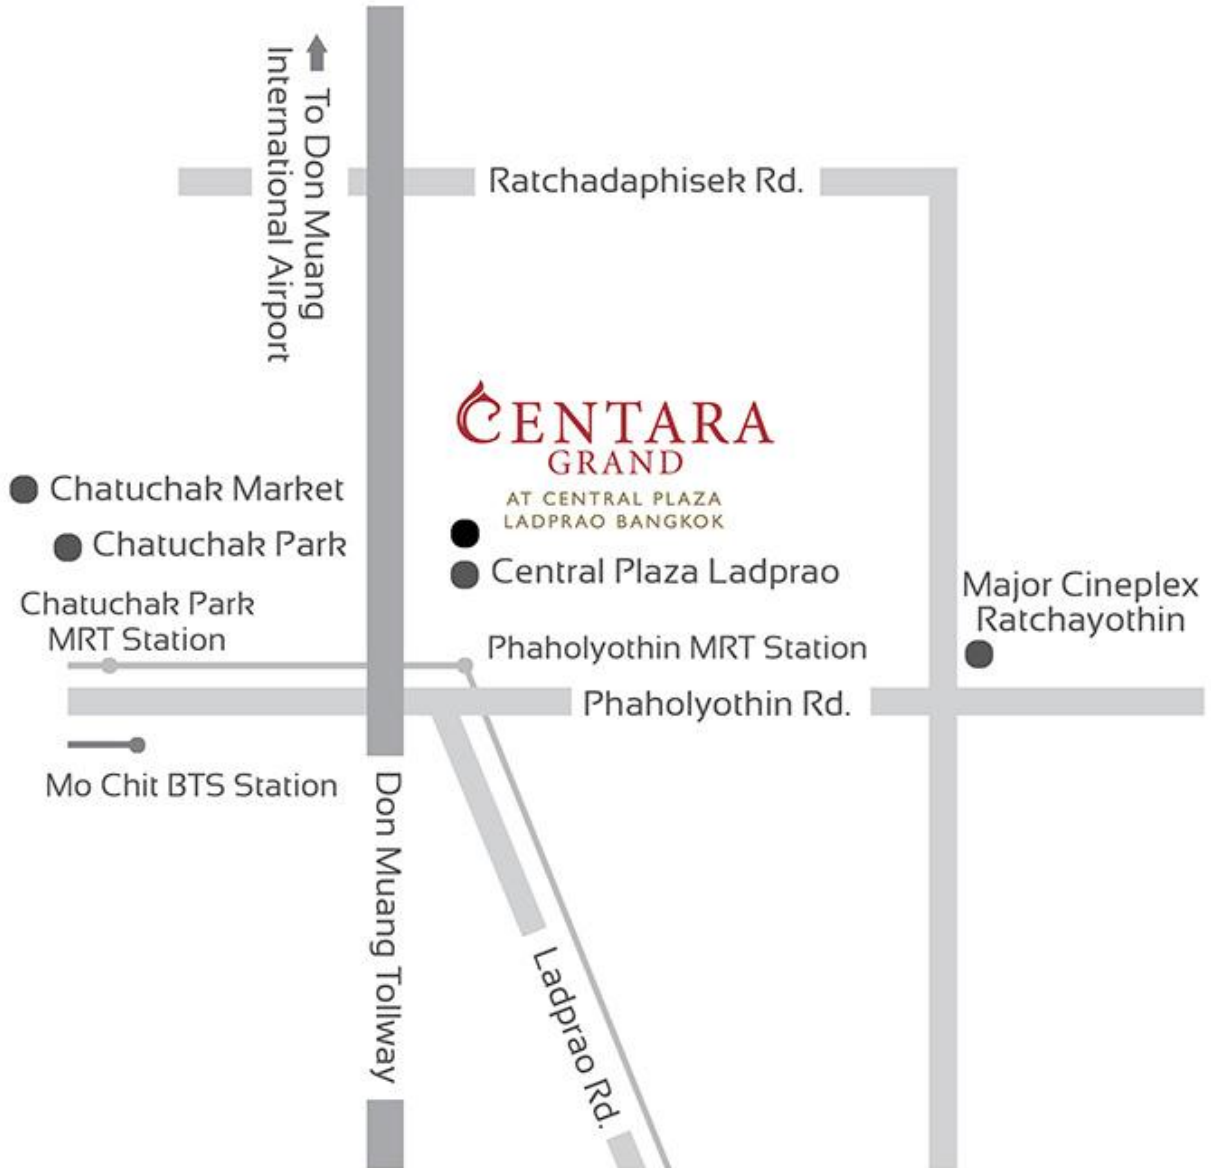 To Don Muang
International Airport
Ratchadaphisek Rd.
CENTARA
GRAND
AT CENTRAL PLAZA
LADPRAO BANGKOK
Chatuchak Market
Chatuchak Park
Central Plaza Ladprao
Major Cineplex
Ratchayothin
Chatuchak Park
MRT Station
Phaholyothin MRT Station
Phaholyothin Rd.
Mo Chit BTS Station
Don Muang Tollway
Ladprao Rd.